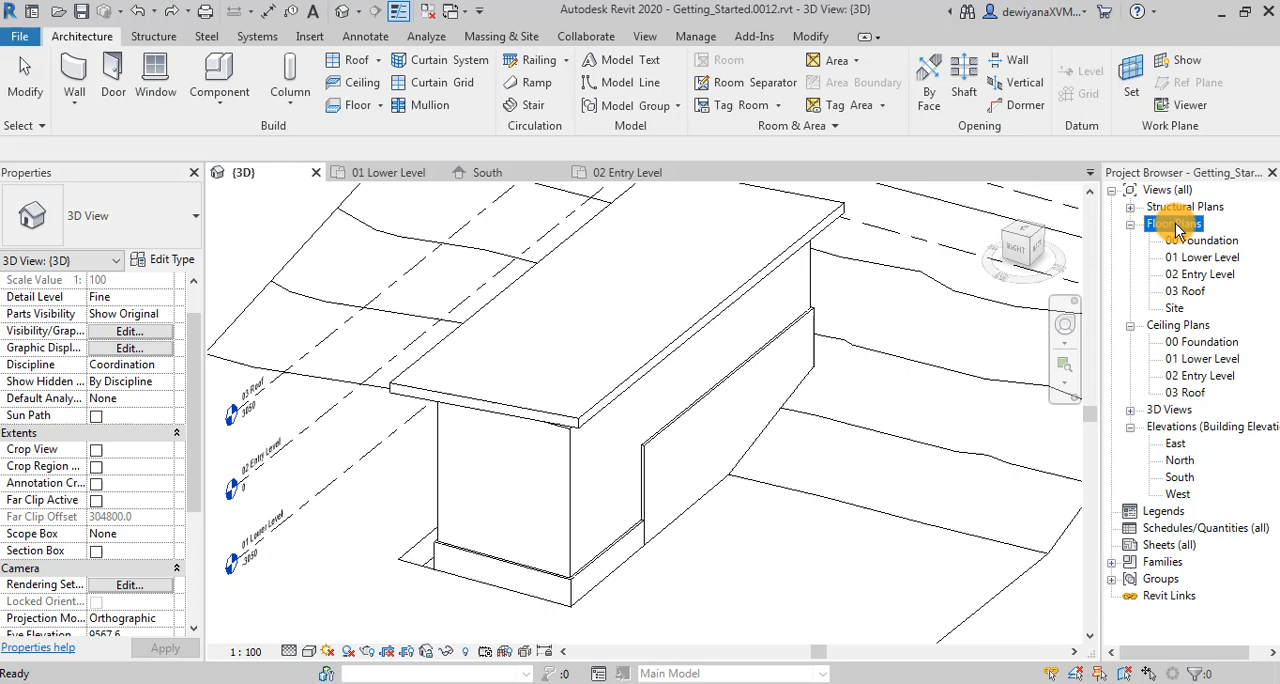 Autodesk Revit 2020 - Getting_Started.0012.rvt - 3D View: {3D}
dewiyanaXVM...
File Architecture Structure Steel Systems Insert Annotate Analyze Massing & Site Collaborate View Manage Add-Ins Modify
Modify
Wall
Door
Window
Component
Column
Roof
Ceiling
Floor
Curtain System
Curtain Grid
Mullion
Railing
Ramp
Stair
Model Text
Model Line
Model Group
Room
Room Separator
Tag Room
Area
Area Boundary
Tag Area
By
Face
Shaft
Wall
Vertical
Dormer
Level
Grid
Set
Show
Ref Plane
Viewer
Select
Build
Circulation
Model
Room & Area
Opening
Datum
Work Plane
Properties
{3D}
01 Lower Level
South
02 Entry Level
Project Browser - Getting_Star...
3D View
3D View: {3D}
Edit Type
Scale Value 1: 100
Detail Level Fine
Parts Visibility Show Original
Visibility/Grap... Edit...
Graphic Displ... Edit...
Discipline Coordination
Show Hidden ... By Discipline
Default Analy... None
Sun Path
Extents
Crop View
Crop Region ...
Annotation Cr...
Far Clip Active
Far Clip Offset 304800.0
Scope Box None
Section Box
Camera
Rendering Set... Edit...
Locked Orient...
Projection Mo... Orthographic
Eye Elevation 9567.6
Properties help
Apply
03 Roof
3050
02 Entry Level
0
01 Lower Level
-3050
RIGHT
Views (all)
Structural Plans
Floor Plans
00 Foundation
01 Lower Level
02 Entry Level
03 Roof
Site
Ceiling Plans
00 Foundation
01 Lower Level
02 Entry Level
03 Roof
3D Views
Elevations (Building Elevati
East
North
South
West
Legends
Schedules/Quantities (all)
Sheets (all)
Families
Groups
Revit Links
1 : 100
Ready
:0
Main Model
:0